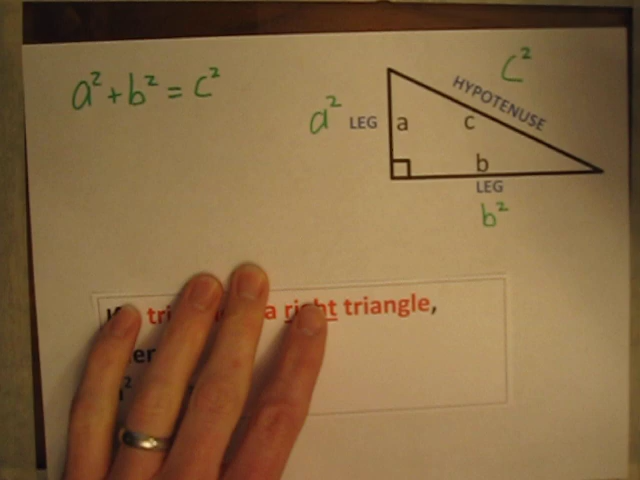 a² + b² = c²
c²
HYPOTENUSE
a² LEG a c
b
LEG
b²
a right triangle,